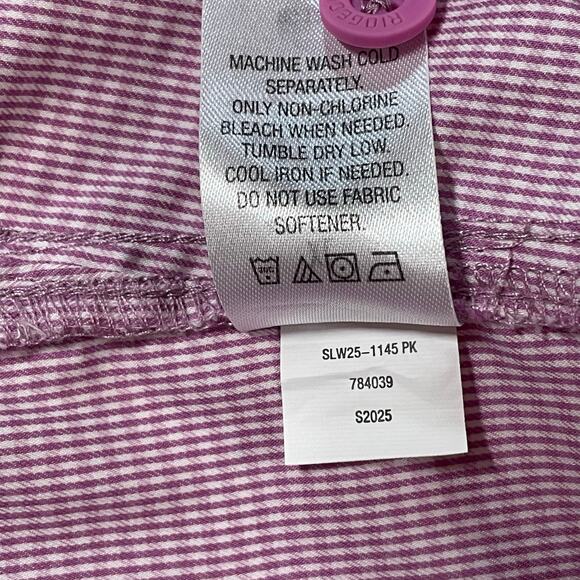 MACHINE WASH COLD
SEPARATELY.
ONLY NON-CHLORINE
BLEACH WHEN NEEDED.
TUMBLE DRY LOW.
COOL IRON IF NEEDED.
DO NOT USE FABRIC
SOFTENER.
SLW25-1145 PK
784039
S2025